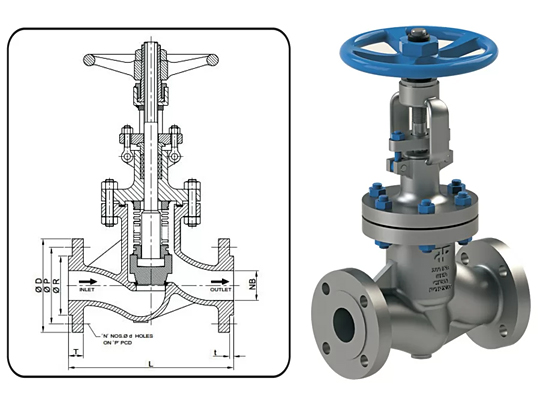 Ø D
Ø P
Ø R
INLET
OUTLET
NB
'N' NOS.Ø d HOLES
ON 'P' PCD
T
L
t